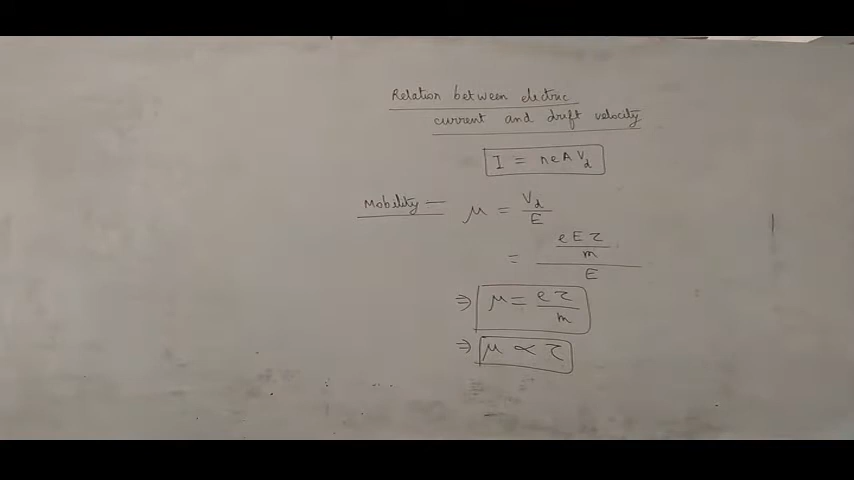 Relation between electric
current and drift velocity
I = neAVd
Mobility — μ = Vd/E
= (eEτ/m)/E
⇒ μ = eτ/m
⇒ μ ∝ τ